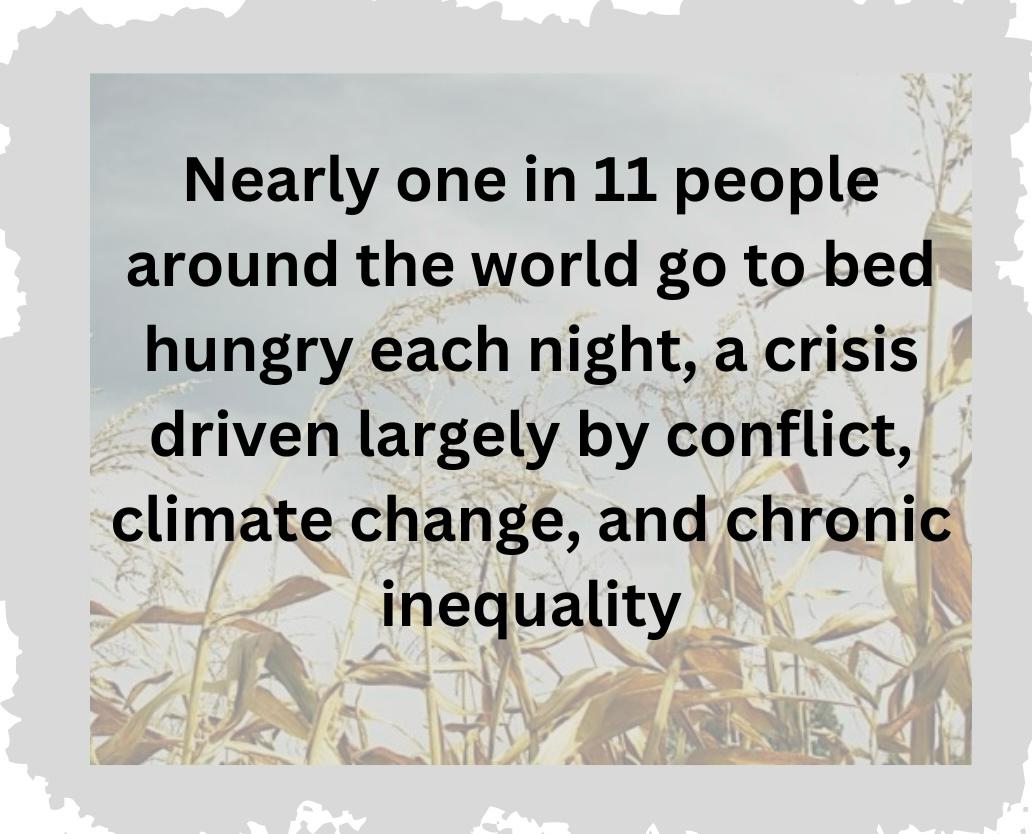 Nearly one in 11 people
around the world go to bed
hungry each night, a crisis
driven largely by conflict,
climate change, and chronic
inequality